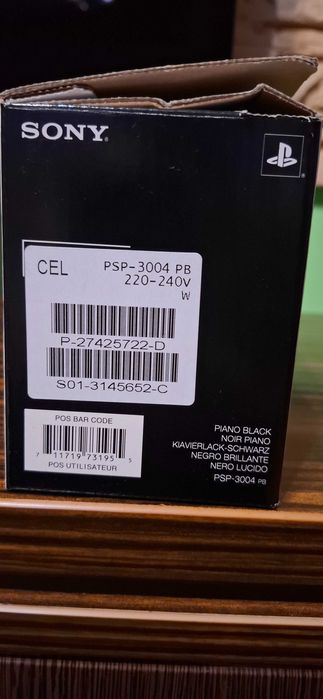 SONY
CEL PSP-3004 PB
220-240V
W
P-27425722-D
S01-3145652-C
POS BAR CODE
7 11719 73195 5
POS UTILISATEUR
PIANO BLACK
NOIR PIANO
KlAVIERLACK-SCHWARZ
NEGRO BRILLANTE
NERO LUCIDO
PSP-3004 PB